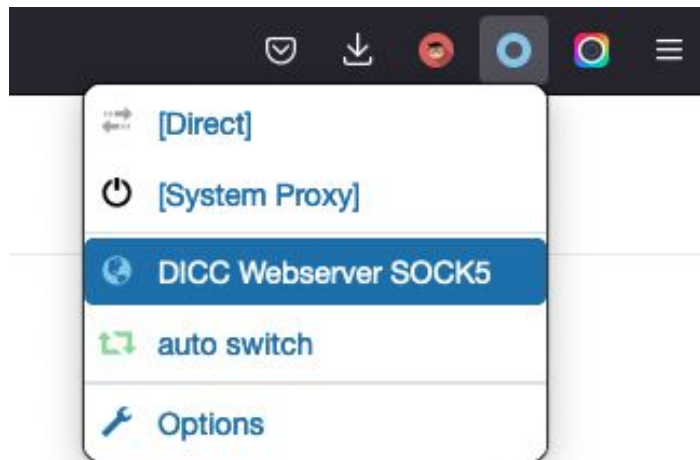 [Direct]
[System Proxy]
DICC Webserver SOCK5
auto switch
Options